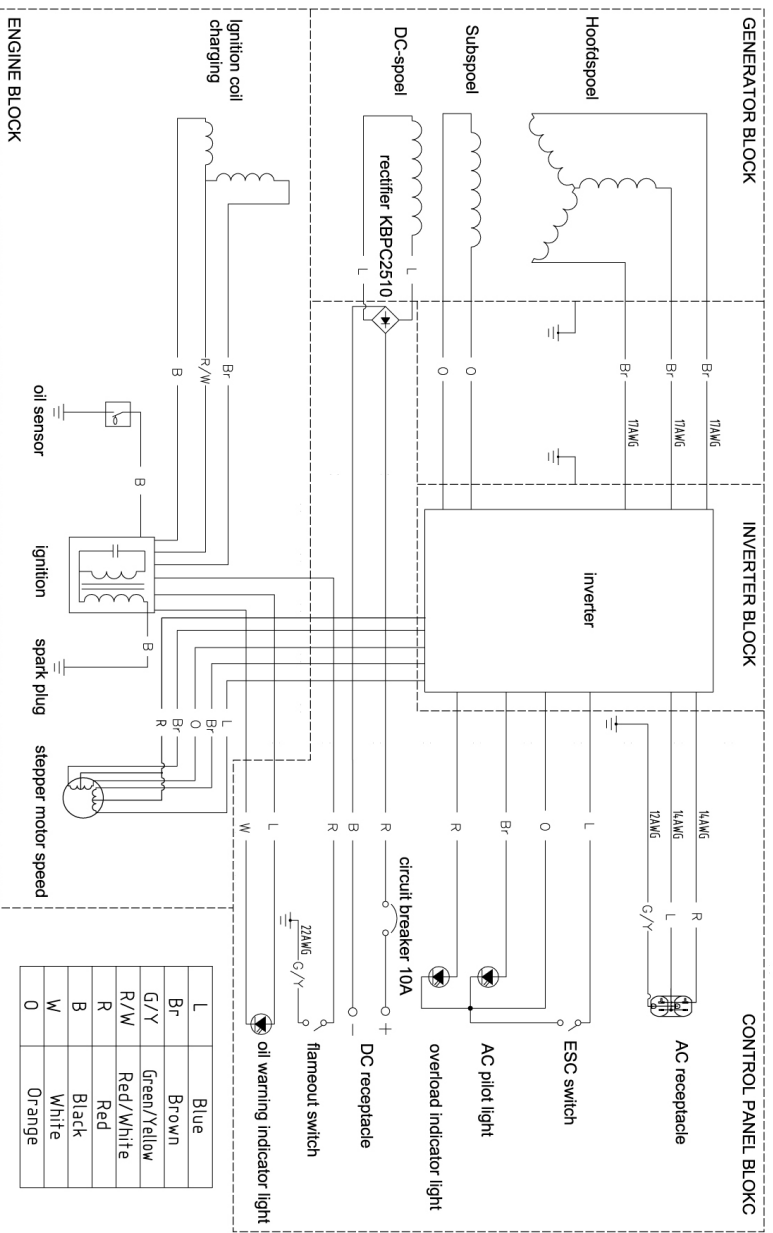 GENERATOR BLOCK
INVERTER BLOCK
CONTROL PANEL BLOKC
Hoofdspoel
Br
17AWG
Br
17AWG
Br
17AWG
inverter
14AWG
R
14AWG
L
12AWG
G/Y
AC receptacle
Subspoel
O
O
L
ESC switch
O
Br
AC pilot light
R
overload indicator light
DC-spoel
rectifier KBPC2510
L
L
circuit breaker 10A
R
+
B
-
DC receptacle
R
22AWG
G/Y
flameout switch
L
W
oil warning indicator light
Ignition coil
charging
Br
R/W
B
oil sensor
B
ignition
B
spark plug
L
Br
O
Br
R
stepper motor speed
ENGINE BLOCK
L Blue
Br Brown
G/Y Green/Yellow
R/W Red/White
R Red
B Black
W White
O Orange